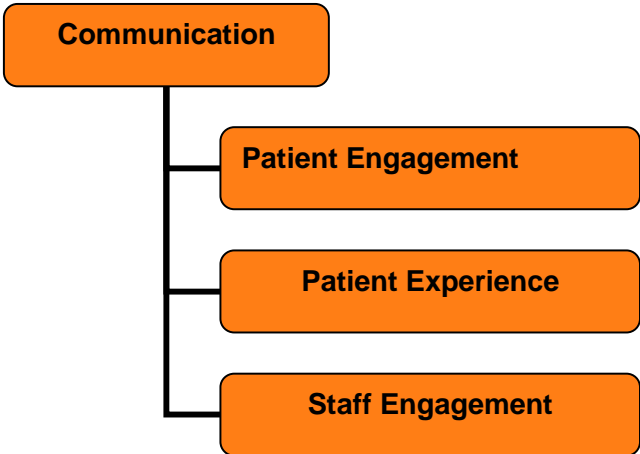 Communication
Patient Engagement
Patient Experience
Staff Engagement